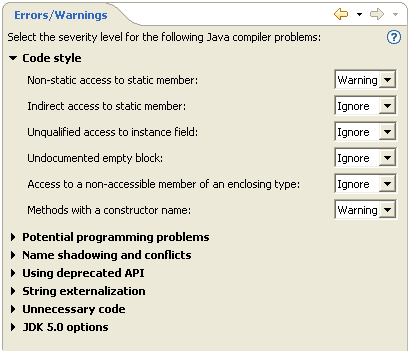 Errors/Warnings
Select the severity level for the following Java compiler problems:
Code style
Non-static access to static member: Warning
Indirect access to static member: Ignore
Unqualified access to instance field: Ignore
Undocumented empty block: Ignore
Access to a non-accessible member of an enclosing type: Ignore
Methods with a constructor name: Warning
Potential programming problems
Name shadowing and conflicts
Using deprecated API
String externalization
Unnecessary code
JDK 5.0 options